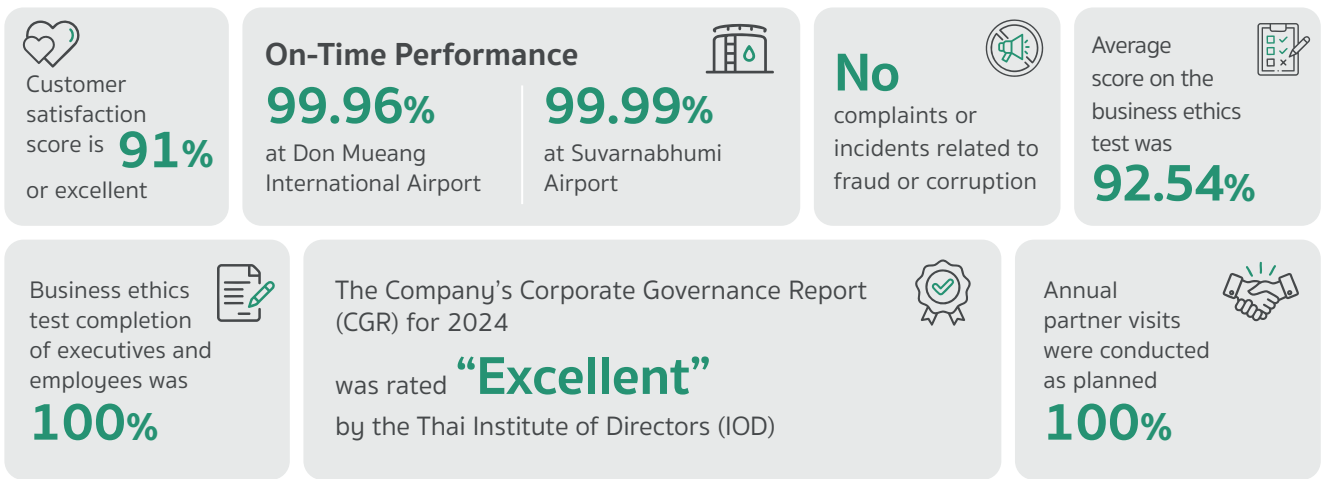 Customer
satisfaction
score is 91%
or excellent
On-Time Performance
99.96%
at Don Mueang
International Airport
99.99%
at Suvarnabhumi
Airport
No
complaints or
incidents related to
fraud or corruption
Average
score on the
business ethics
test was
92.54%
Business ethics
test completion
of executives and
employees was
100%
The Company's Corporate Governance Report
(CGR) for 2024
was rated “Excellent”
by the Thai Institute of Directors (IOD)
Annual
partner visits
were conducted
as planned
100%